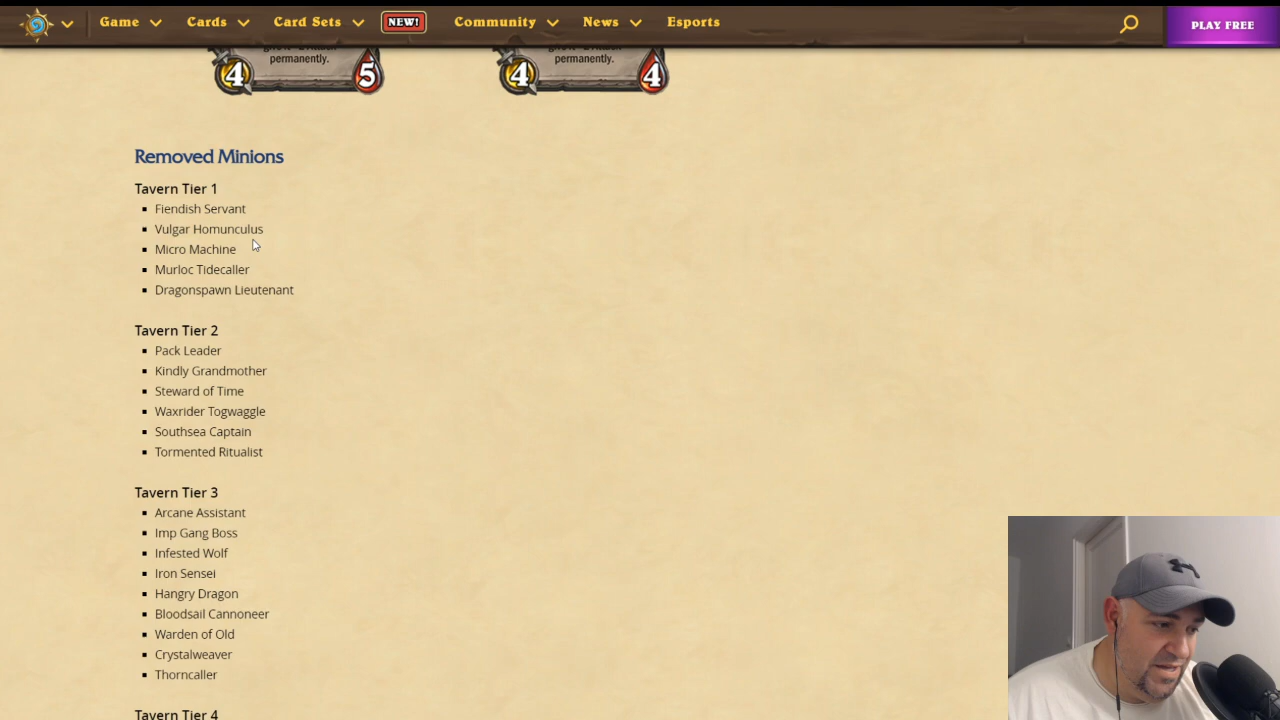 Game
Cards
Card Sets
NEW!
Community
News
Esports
PLAY FREE
permanently.
4
5
permanently.
4
4
Removed Minions
Tavern Tier 1
Fiendish Servant
Vulgar Homunculus
Micro Machine
Murloc Tidecaller
Dragonspawn Lieutenant
Tavern Tier 2
Pack Leader
Kindly Grandmother
Steward of Time
Waxrider Togwaggle
Southsea Captain
Tormented Ritualist
Tavern Tier 3
Arcane Assistant
Imp Gang Boss
Infested Wolf
Iron Sensei
Hangry Dragon
Bloodsail Cannoneer
Warden of Old
Crystalweaver
Thorncaller
Tavern Tier 4